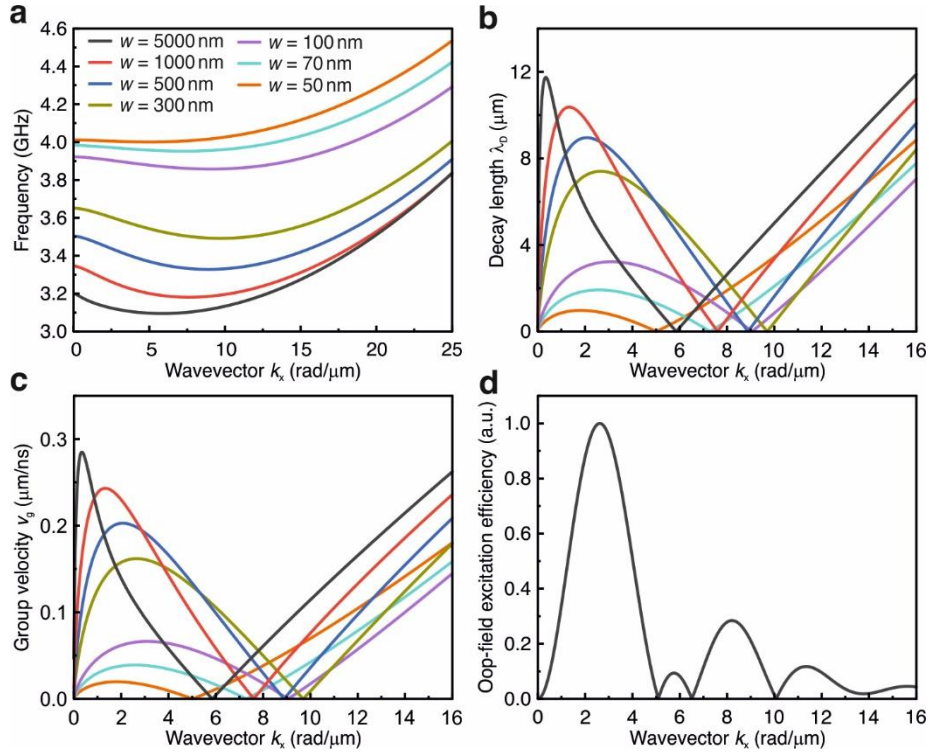 a
4.6
4.4
4.2
4.0
3.8
3.6
3.4
3.2
3.0
Frequency (GHz)
w = 5000 nm
w = 1000 nm
w = 500 nm
w = 300 nm
w = 100 nm
w = 70 nm
w = 50 nm
0 5 10 15 20 25
Wavevector kx (rad/µm)
b
12
8
4
0
Decay length λD (µm)
0 2 4 6 8 10 12 14 16
Wavevector kx (rad/µm)
c
0.3
0.2
0.1
0.0
Group velocity vg (µm/ns)
0 2 4 6 8 10 12 14 16
Wavevector kx (rad/µm)
d
1.0
0.8
0.6
0.4
0.2
0.0
Oop-field excitation efficiency (a.u.)
0 2 4 6 8 10 12 14 16
Wavevector kx (rad/µm)